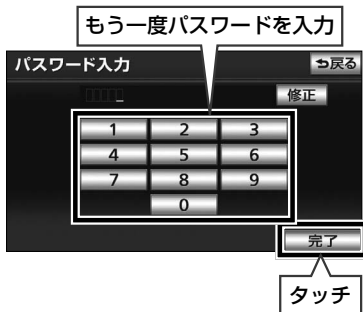 もう一度パスワードを入力
パスワード入力
戻る
修正
1 2 3
4 5 6
7 8 9
0
完了
タッチ